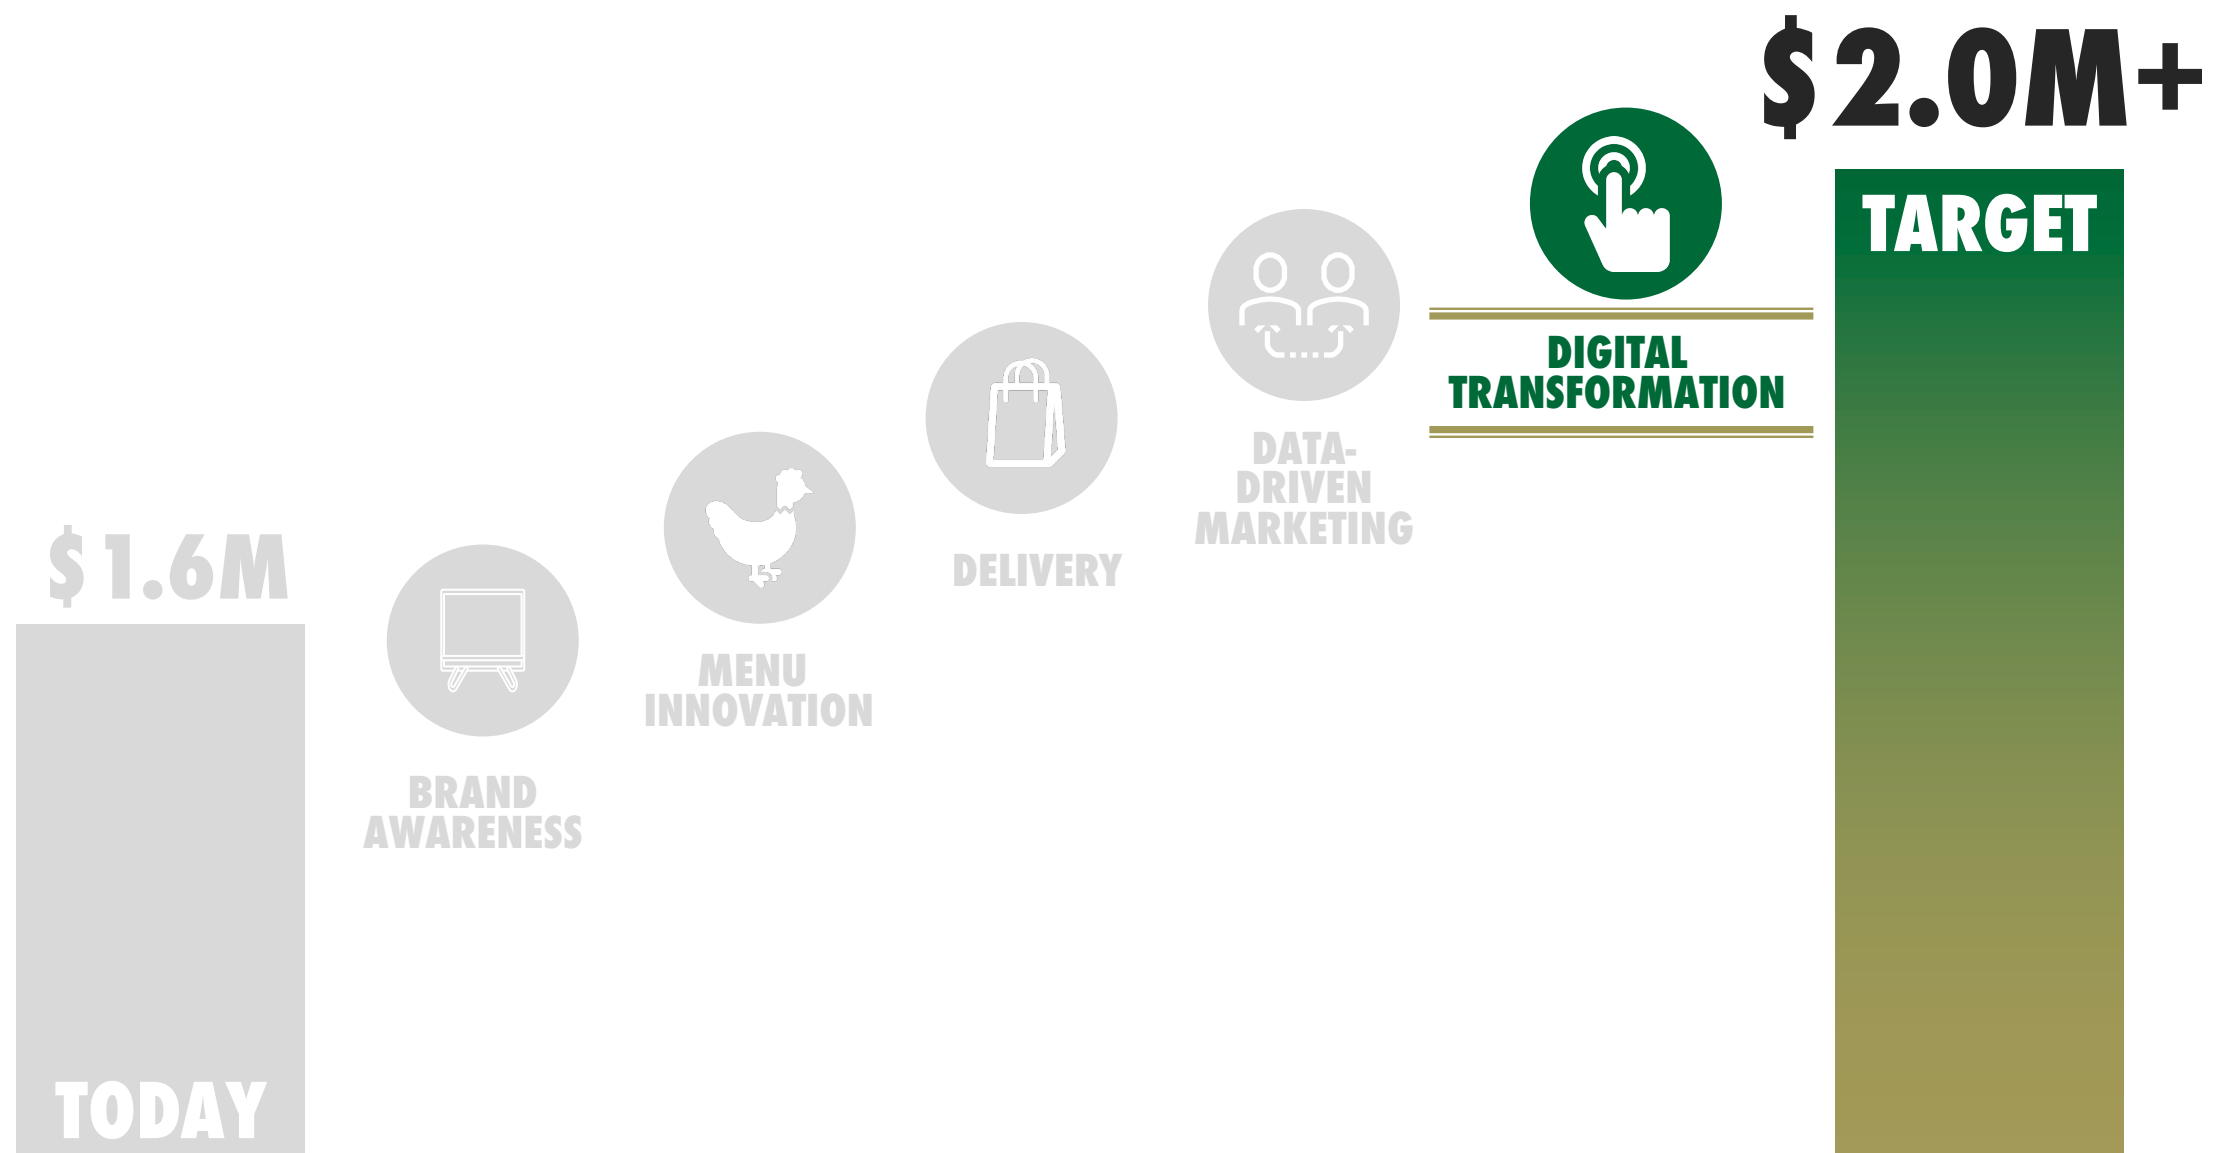 $1.6M
TODAY
BRAND
AWARENESS
MENU
INNOVATION
DELIVERY
DATA-
DRIVEN
MARKETING
DIGITAL
TRANSFORMATION
$2.0M+
TARGET